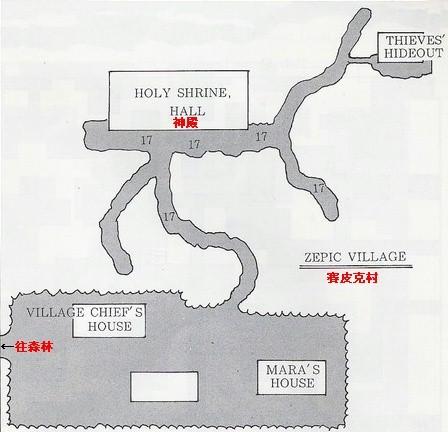 THIEVES'
HIDEOUT
HOLY SHRINE,
HALL
神殿
17
17
17
17
17
ZEPIC VILLAGE
賽皮克村
VILLAGE CHIEF'S
HOUSE
←往森林
MARA'S
HOUSE